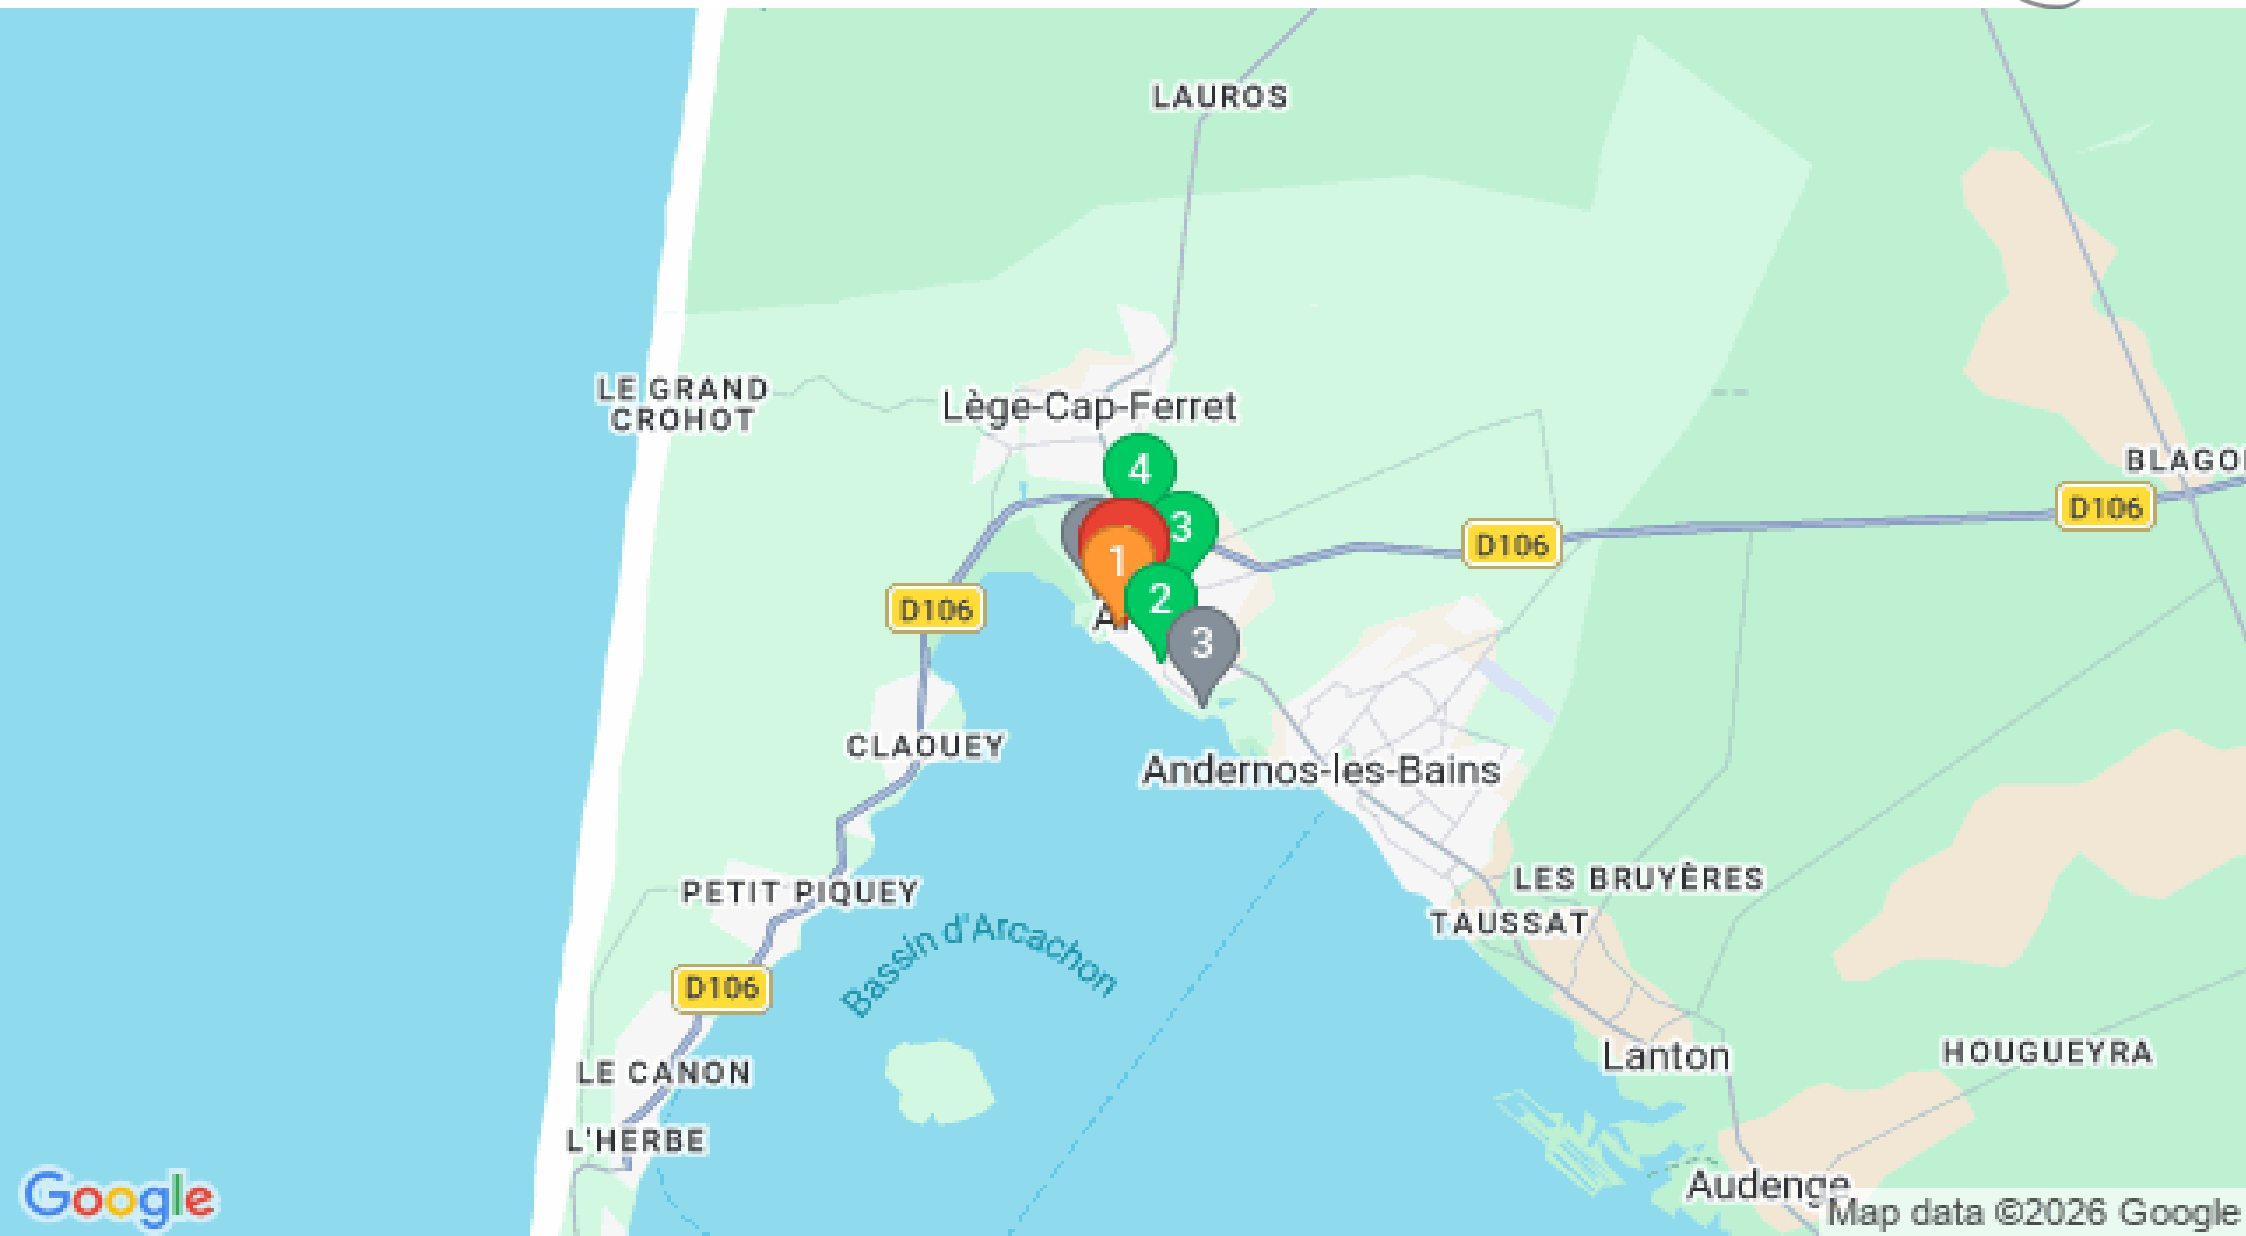 LAUROS
LE GRAND
CROHOT
Lège-Cap-Ferret
4
BLAGO
D106
3
D106
1
2
D106
A
3
CLAOUEY
Andernos-les-Bains
LES BRUYÈRES
PETIT PIQUEY
TAUSSAT
Bassin d'Arcachon
D106
LE CANON
Lanton
HOUGUEYRA
L'HERBE
Audenge
Google
Map data ©2026 Google